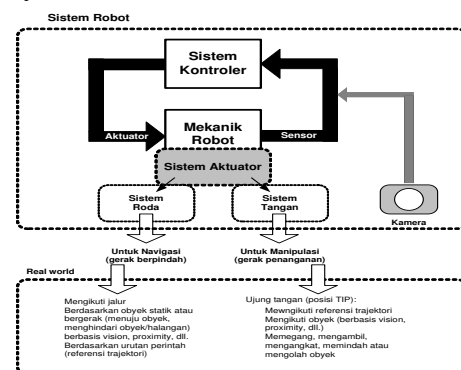 Sistem Robot
Sistem
Kontroler
Aktuator
Mekanik
Robot
Sensor
Sistem Aktuator
Sistem
Roda
Sistem
Tangan
Kamera
Untuk Navigasi
(gerak berpindah)
Untuk Manipulasi
(gerak penanganan)
Real world
Mengikuti jalur
Berdasarkan obyek statik atau
bergerak (menuju obyek,
menghindari obyek/halangan)
berbasis vision, proximity, dll.
Berdasarkan urutan perintah
(referensi trajektori)
Ujung tangan (posisi TIP):
Mewngikuti referensi trajektori
Mengikuti obyek (berbasis vision,
proximity, dll.)
Memegang, mengambil,
mengangkat, memindah atau
mengolah obyek